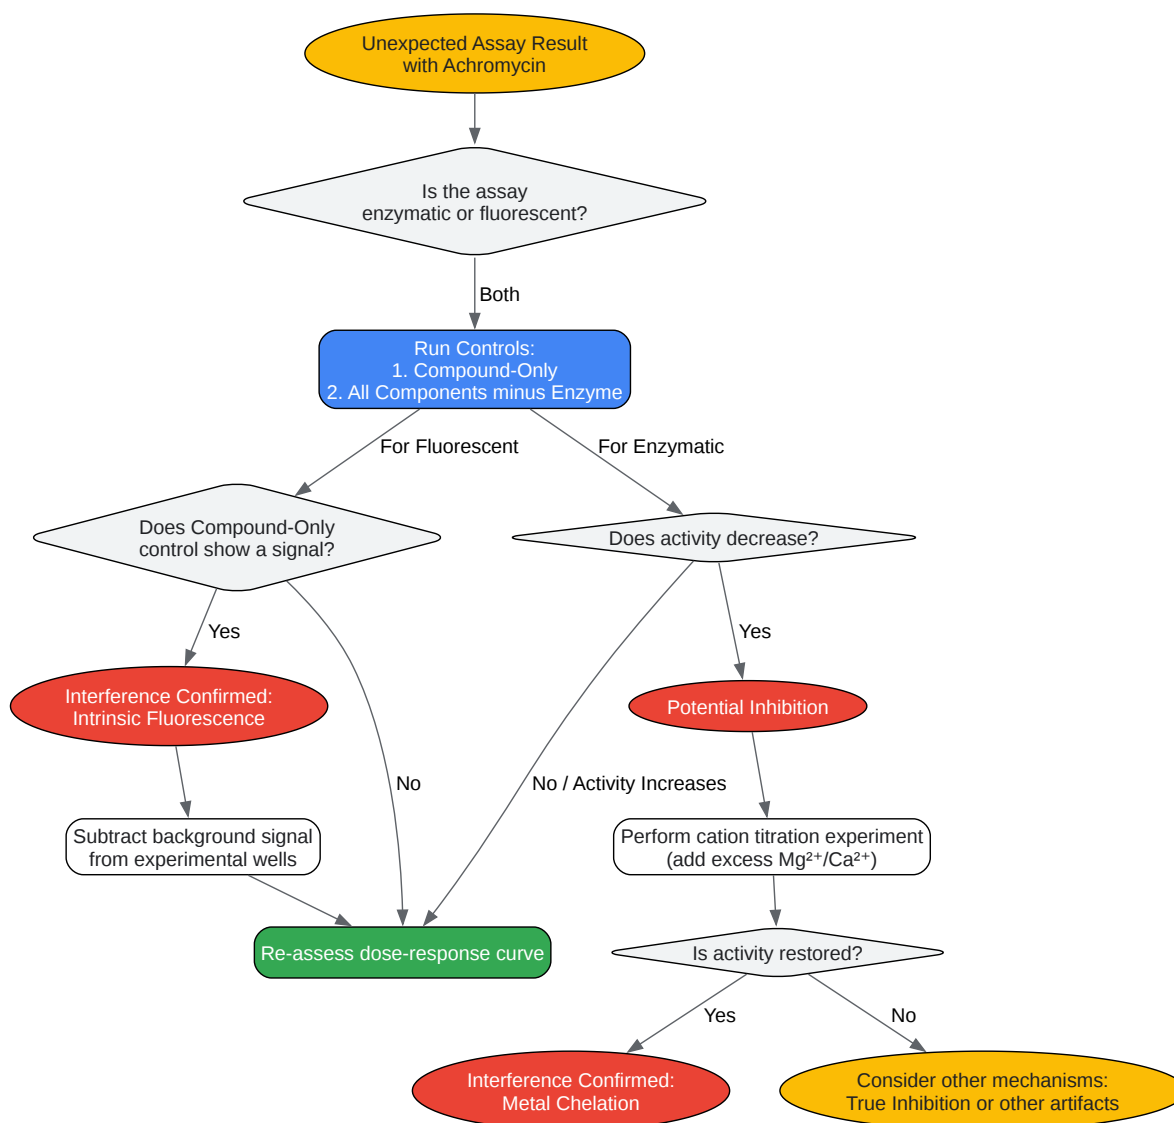 Unexpected Assay Result
with Achromycin
Is the assay
enzymatic or fluorescent?
Both
Run Controls:
1. Compound-Only
2. All Components minus Enzyme
For Fluorescent
For Enzymatic
Does Compound-Only
control show a signal?
Does activity decrease?
Yes
Yes
Interference Confirmed:
Intrinsic Fluorescence
Potential Inhibition
No
No / Activity Increases
Subtract background signal
from experimental wells
Perform cation titration experiment
(add excess Mg²⁺/Ca²⁺)
Re-assess dose-response curve
Is activity restored?
Yes
No
Interference Confirmed:
Metal Chelation
Consider other mechanisms:
True Inhibition or other artifacts